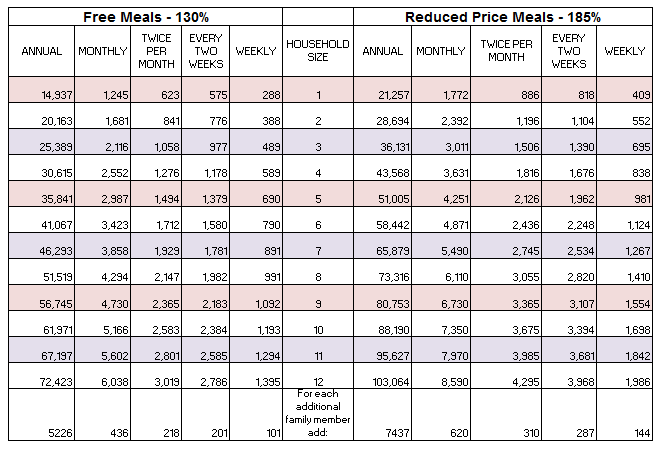 Free Meals - 130% Reduced Price Meals - 185%
ANNUAL MONTHLY TWICE PER MONTH EVERY TWO WEEKS WEEKLY HOUSEHOLD SIZE ANNUAL MONTHLY TWICE PER MONTH EVERY TWO WEEKS WEEKLY
14,937 1,245 623 575 288 1 21,257 1,772 886 818 409
20,163 1,681 841 776 388 2 28,694 2,392 1,196 1,104 552
25,389 2,116 1,058 977 489 3 36,131 3,011 1,506 1,390 695
30,615 2,552 1,276 1,178 589 4 43,568 3,631 1,816 1,676 838
35,841 2,987 1,494 1,379 690 5 51,005 4,251 2,126 1,962 981
41,067 3,423 1,712 1,580 790 6 58,442 4,871 2,436 2,248 1,124
46,293 3,858 1,929 1,781 891 7 65,879 5,490 2,745 2,534 1,267
51,519 4,294 2,147 1,982 991 8 73,316 6,110 3,055 2,820 1,410
56,745 4,730 2,365 2,183 1,092 9 80,753 6,730 3,365 3,107 1,554
61,971 5,166 2,583 2,384 1,193 10 88,190 7,350 3,675 3,394 1,698
67,197 5,602 2,801 2,585 1,294 11 95,627 7,970 3,985 3,681 1,842
72,423 6,038 3,019 2,786 1,395 12 103,064 8,590 4,295 3,968 1,986
5226 436 218 201 101 For each additional family member add: 7437 620 310 287 144